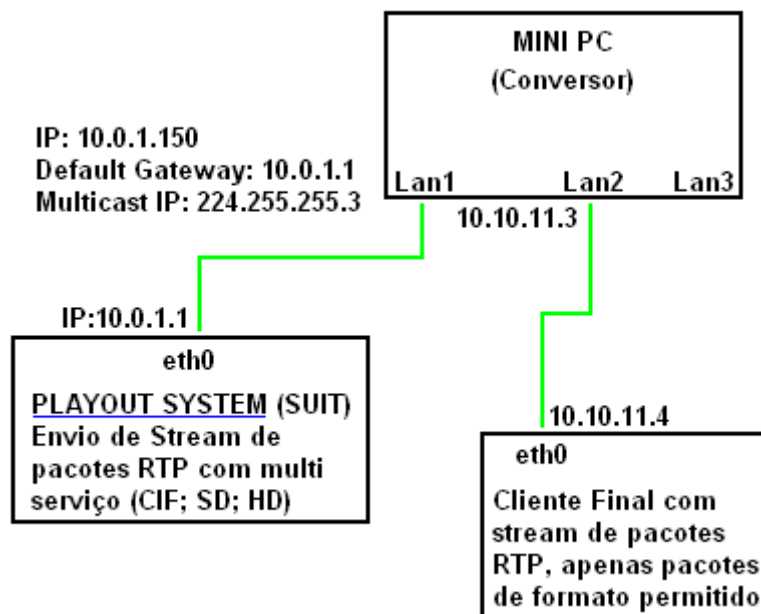 MINI PC
(Conversor)
IP: 10.0.1.150
Default Gateway: 10.0.1.1
Multicast IP: 224.255.255.3
Lan1
Lan2
Lan3
10.10.11.3
IP:10.0.1.1
eth0
PLAYOUT SYSTEM (SUIT)
Envio de Stream de
pacotes RTP com multi
serviço (CIF; SD; HD)
10.10.11.4
eth0
Cliente Final com
stream de pacotes
RTP, apenas pacotes
de formato permitido